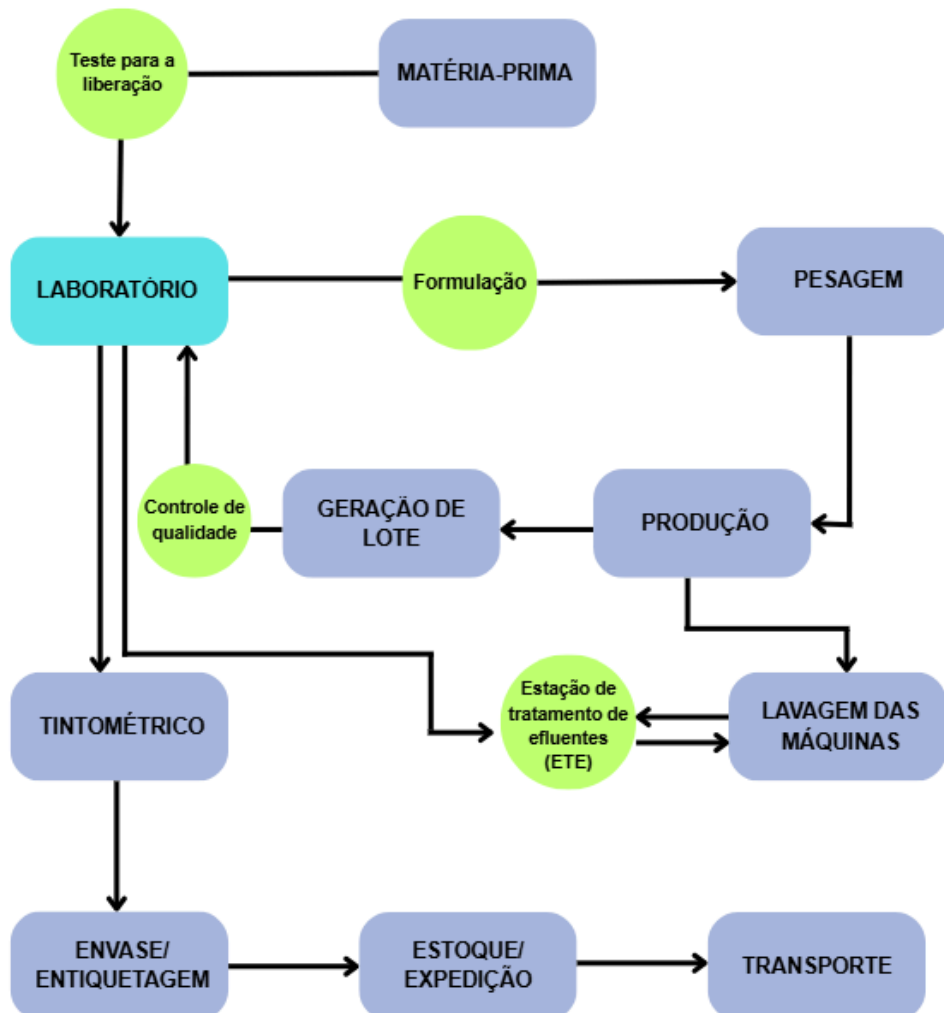 Teste para a
liberação
MATÉRIA-PRIMA
LABORATÓRIO
Formulação
PESAGEM
Controle de
qualidade
GERAÇÃO DE
LOTE
PRODUÇÃO
TINTOMÉTRICO
Estação de
tratamento de
efluentes
(ETE)
LAVAGEM DAS
MÁQUINAS
ENVASE/
ENTIQUETAGEM
ESTOQUE/
EXPEDIÇÃO
TRANSPORTE